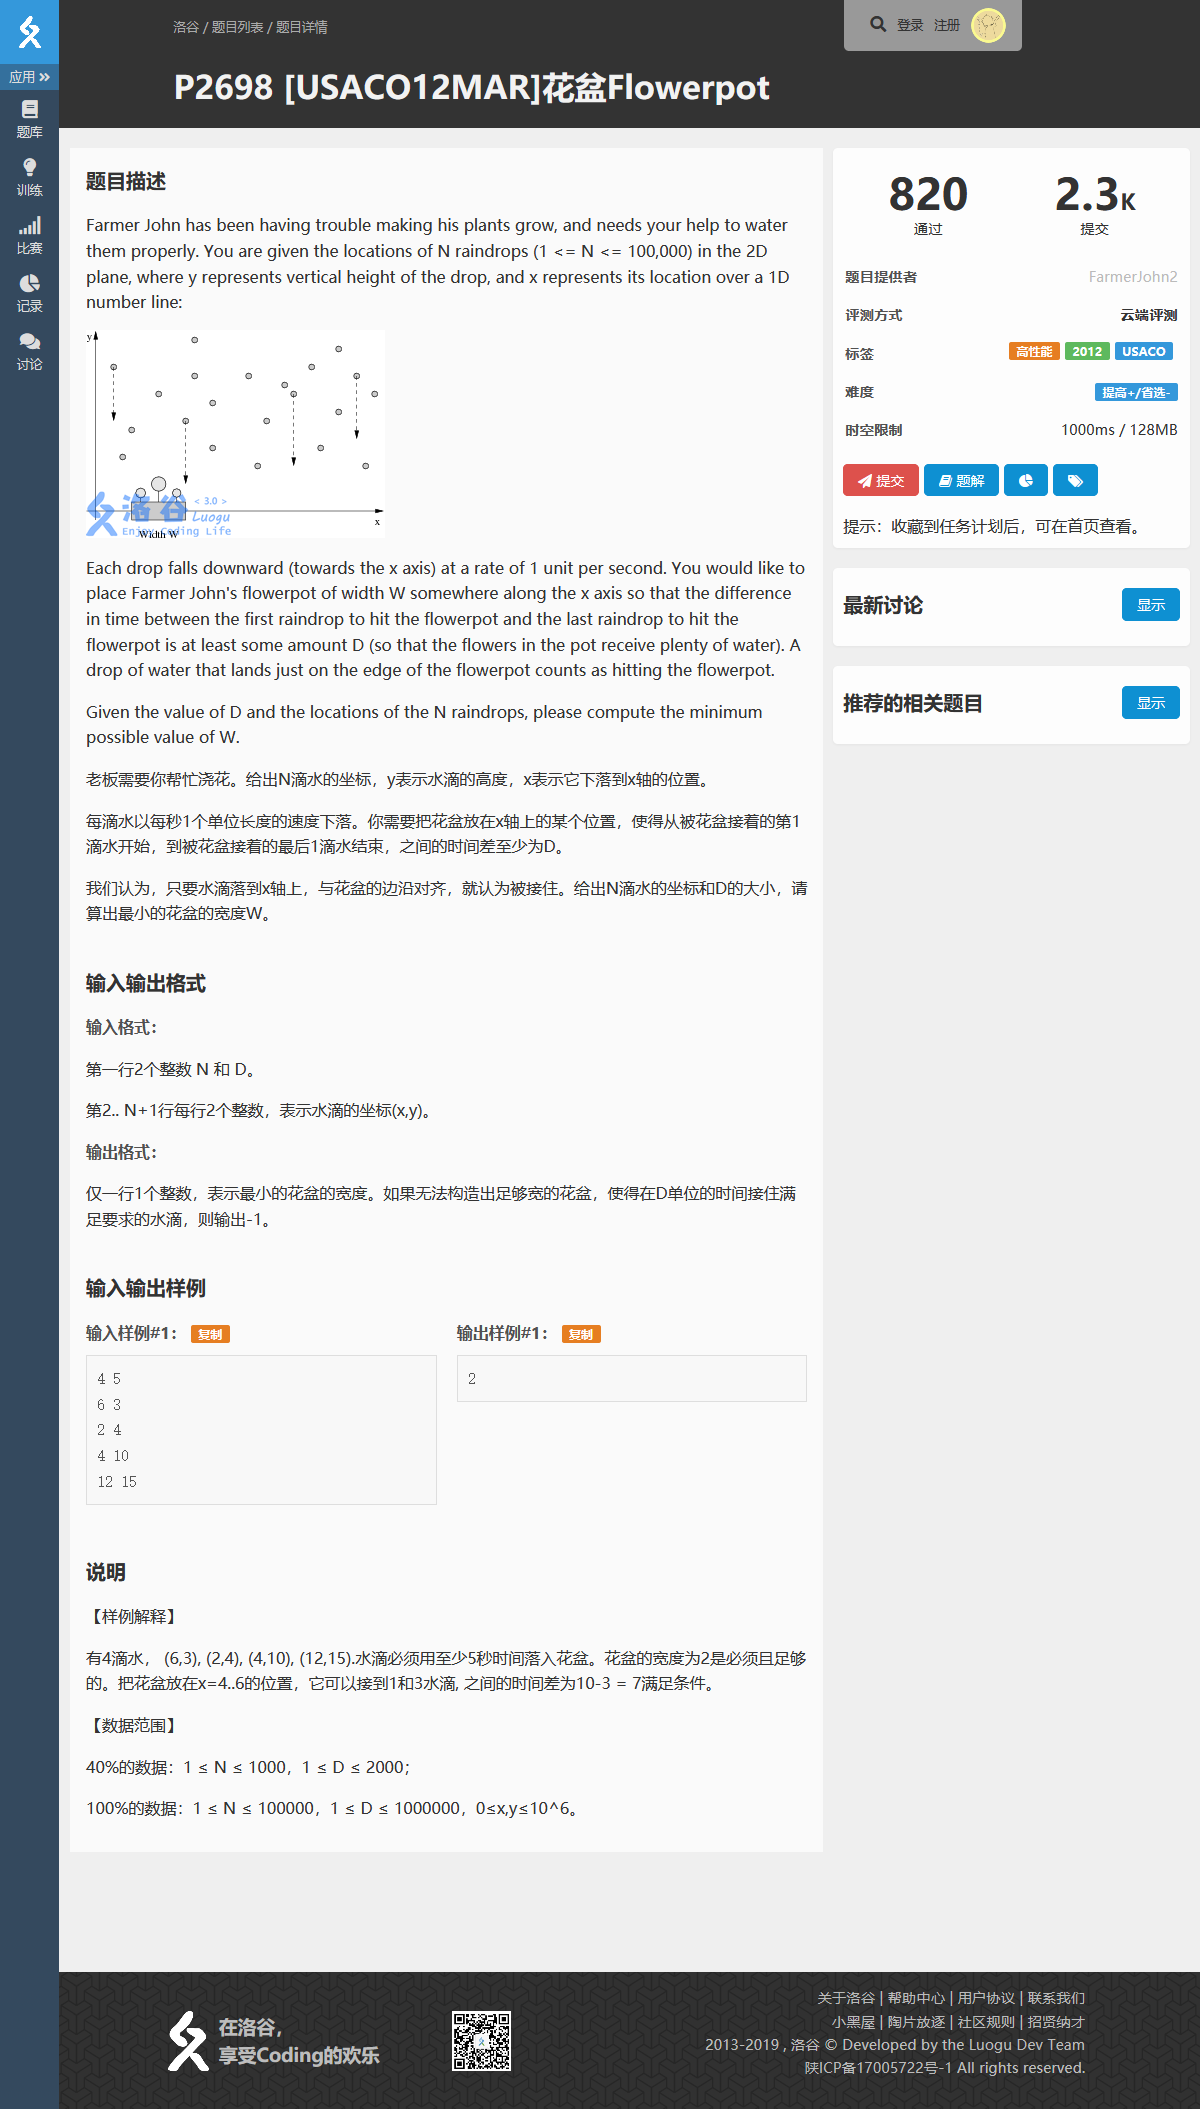 洛谷 / 题目列表 / 题目详情
登录 注册
应用
题库
训练
比赛
记录
讨论
P2698 [USACO12MAR]花盆Flowerpot
题目描述
Farmer John has been having trouble making his plants grow, and needs your help to water
them properly. You are given the locations of N raindrops (1 <= N <= 100,000) in the 2D
plane, where y represents vertical height of the drop, and x represents its location over a 1D
number line:
y
x
Width W
洛谷 < 3.0 >
Luogu
Enjoy Coding Life
Each drop falls downward (towards the x axis) at a rate of 1 unit per second. You would like to
place Farmer John's flowerpot of width W somewhere along the x axis so that the difference
in time between the first raindrop to hit the flowerpot and the last raindrop to hit the
flowerpot is at least some amount D (so that the flowers in the pot receive plenty of water). A
drop of water that lands just on the edge of the flowerpot counts as hitting the flowerpot.
Given the value of D and the locations of the N raindrops, please compute the minimum
possible value of W.
老板需要你帮忙浇花。给出N滴水的坐标，y表示水滴的高度，x表示它下落到x轴的位置。
每滴水以每秒1个单位长度的速度下落。你需要把花盆放在x轴上的某个位置，使得从被花盆接着的第1
滴水开始，到被花盆接着的最后1滴水结束，之间的时间差至少为D。
我们认为，只要水滴落到x轴上，与花盆的边沿对齐，就认为被接住。给出N滴水的坐标和D的大小，请
算出最小的花盆的宽度W。
输入输出格式
输入格式：
第一行2个整数 N 和 D。
第2.. N+1行每行2个整数，表示水滴的坐标(x,y)。
输出格式：
仅一行1个整数，表示最小的花盆的宽度。如果无法构造出足够宽的花盆，使得在D单位的时间接住满
足要求的水滴，则输出-1。
输入输出样例
输入样例#1： 复制
4 5
6 3
2 4
4 10
12 15
输出样例#1： 复制
2
说明
【样例解释】
有4滴水， (6,3), (2,4), (4,10), (12,15).水滴必须用至少5秒时间落入花盆。花盆的宽度为2是必须且足够
的。把花盆放在x=4..6的位置，它可以接到1和3水滴, 之间的时间差为10-3 = 7满足条件。
【数据范围】
40%的数据：1 ≤ N ≤ 1000，1 ≤ D ≤ 2000；
100%的数据：1 ≤ N ≤ 100000，1 ≤ D ≤ 1000000，0≤x,y≤10^6。
820 2.3K
通过 提交
题目提供者 FarmerJohn2
评测方式 云端评测
标签 高性能 2012 USACO
难度 提高+/省选-
时空限制 1000ms / 128MB
提交 题解
提示：收藏到任务计划后，可在首页查看。
最新讨论 显示
推荐的相关题目 显示
在洛谷，
享受Coding的欢乐
关于洛谷 | 帮助中心 | 用户协议 | 联系我们
小黑屋 | 陶片放逐 | 社区规则 | 招贤纳才
2013-2019 , 洛谷 © Developed by the Luogu Dev Team
陕ICP备17005722号-1 All rights reserved.